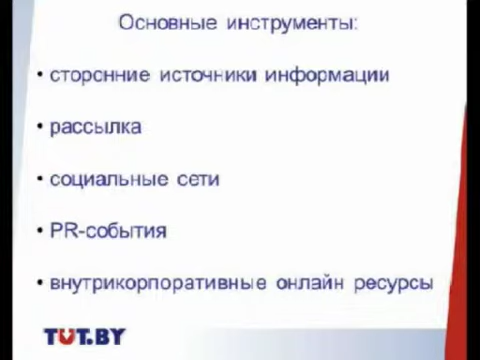 Основные инструменты:
• сторонние источники информации
• рассылка
• социальные сети
• PR-события
• внутрикорпоративные онлайн ресурсы
TUT.BY